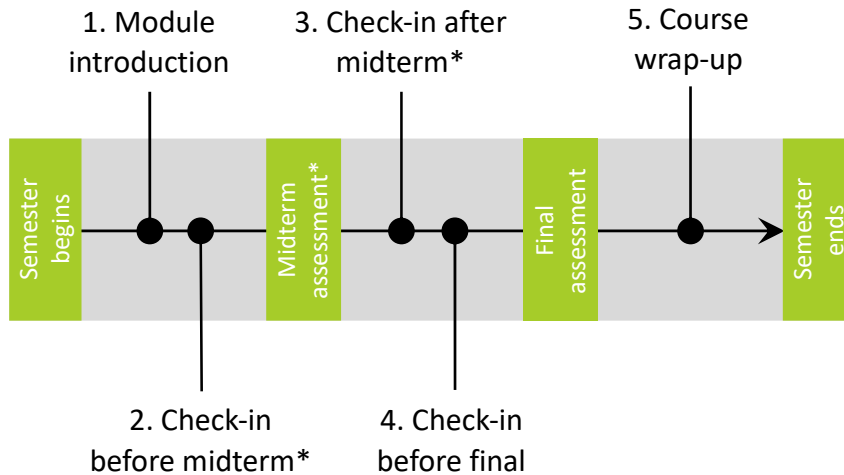 1. Module
introduction
3. Check-in after
midterm*
5. Course
wrap-up
Semester
begins
Midterm
assessment*
Final
assessment
Semester
ends
2. Check-in
before midterm*
4. Check-in
before final